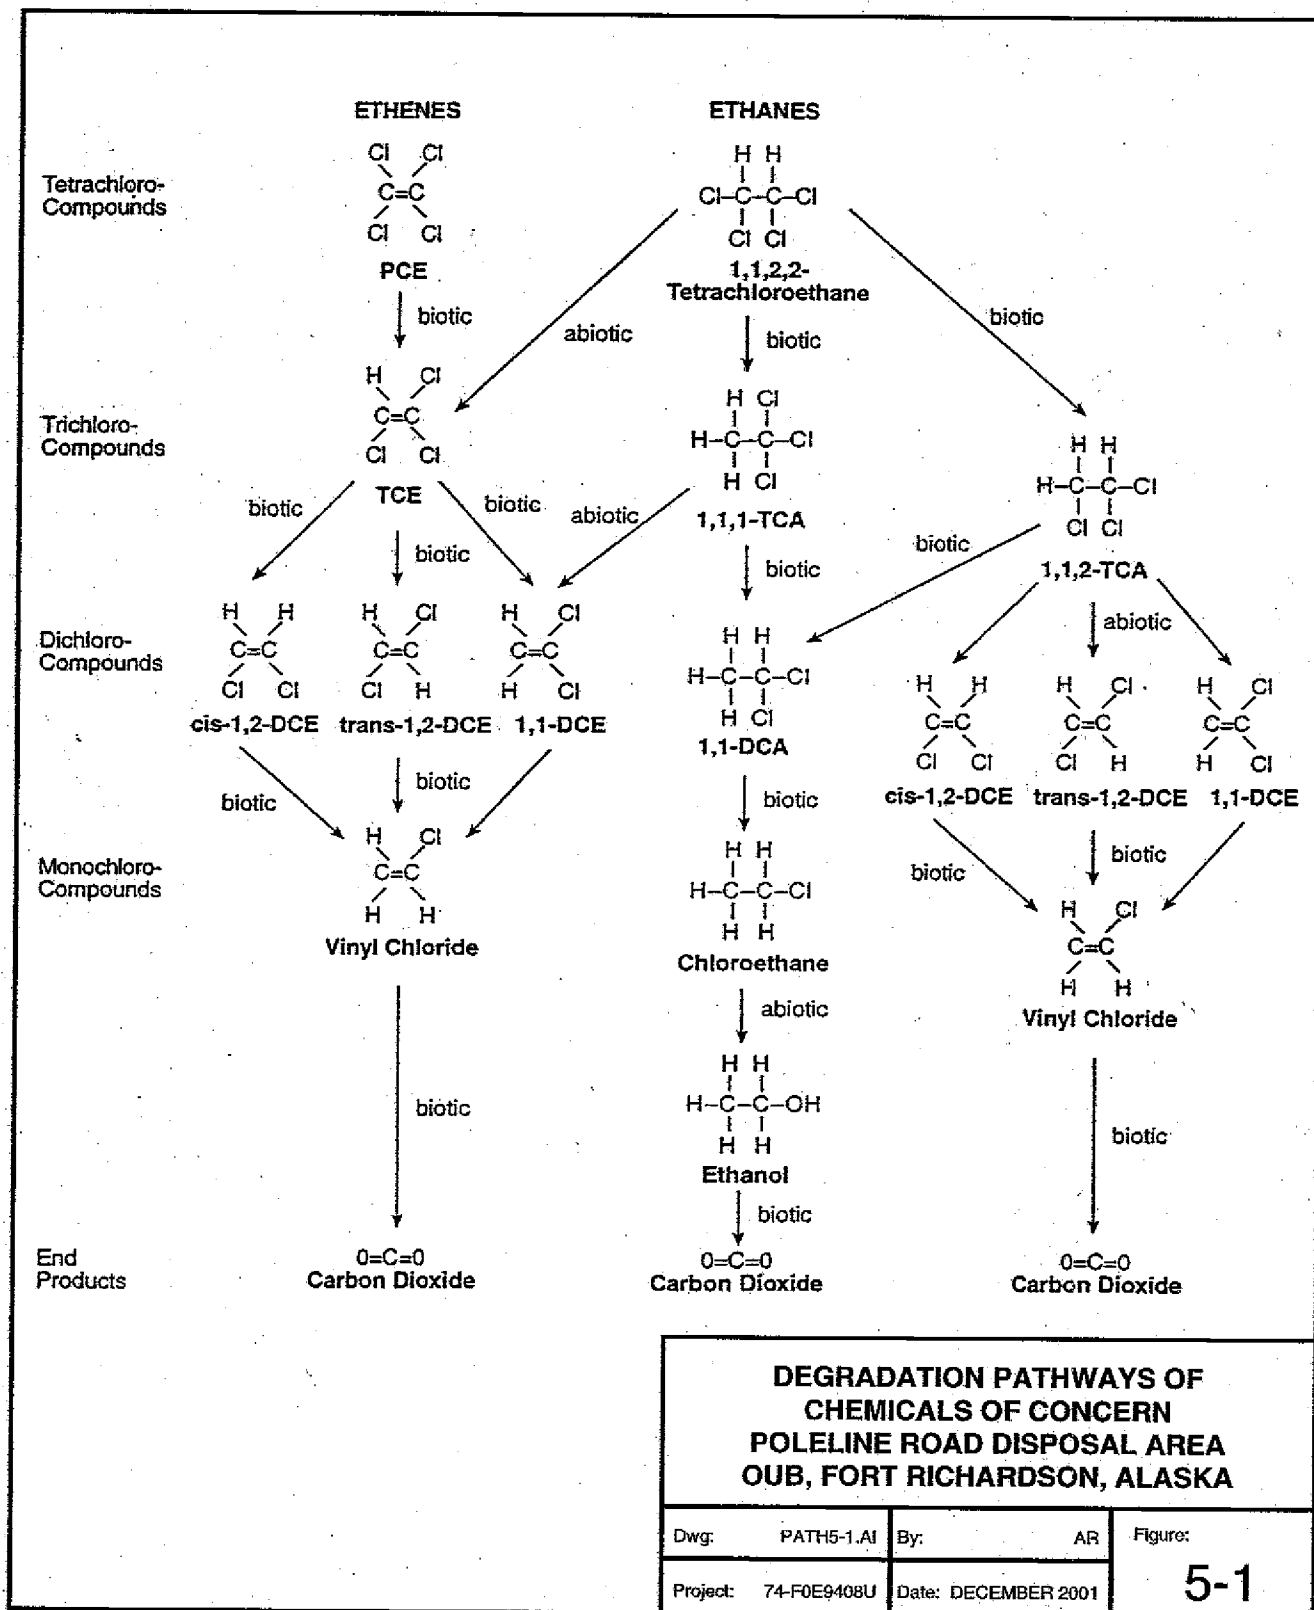 ETHENES
ETHANES
Tetrachloro-
Compounds
Cl Cl
C=C
Cl Cl
PCE
H H
Cl-C-C-Cl
Cl Cl
1,1,2,2-
Tetrachloroethane
biotic
abiotic
biotic
biotic
Trichloro-
Compounds
H Cl
C=C
Cl Cl
TCE
H Cl
H-C-C-Cl
H Cl
1,1,1-TCA
H H
H-C-C-Cl
Cl Cl
1,1,2-TCA
biotic
biotic
biotic
abiotic
biotic
biotic
abiotic
Dichloro-
Compounds
H H
C=C
Cl Cl
cis-1,2-DCE
H Cl
C=C
Cl H
trans-1,2-DCE
H Cl
C=C
H Cl
1,1-DCE
H H
H-C-C-Cl
H Cl
1,1-DCA
H H
C=C
Cl Cl
cis-1,2-DCE
H Cl
C=C
Cl H
trans-1,2-DCE
H Cl
C=C
H Cl
1,1-DCE
biotic
biotic
biotic
biotic
biotic
Monochloro-
Compounds
H Cl
C=C
H H
Vinyl Chloride
H H
H-C-C-Cl
H H
Chloroethane
H Cl
C=C
H H
Vinyl Chloride
abiotic
H H
H-C-C-OH
H H
Ethanol
biotic
biotic
biotic
End
Products
O=C=O
Carbon Dioxide
O=C=O
Carbon Dioxide
O=C=O
Carbon Dioxide
DEGRADATION PATHWAYS OF
CHEMICALS OF CONCERN
POLELINE ROAD DISPOSAL AREA
OUB, FORT RICHARDSON, ALASKA
Dwg: PATH5-1.AI
By: AR
Figure:
5-1
Project: 74-F0E9408U
Date: DECEMBER 2001